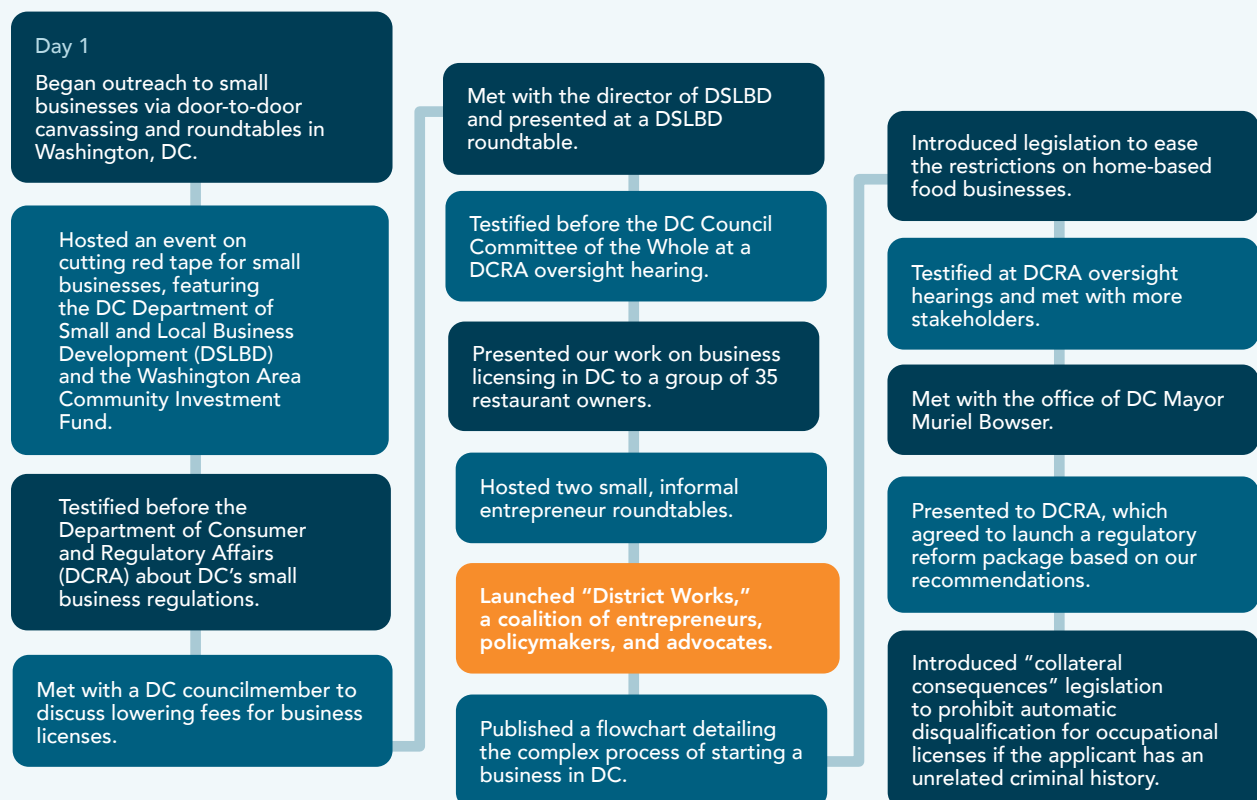 Day 1
Began outreach to small
businesses via door-to-door
canvassing and roundtables in
Washington, DC.
Hosted an event on
cutting red tape for small
businesses, featuring
the DC Department of
Small and Local Business
Development (DSLBD)
and the Washington Area
Community Investment
Fund.
Testified before the
Department of Consumer
and Regulatory Affairs
(DCRA) about DC’s small
business regulations.
Met with a DC councilmember to
discuss lowering fees for business
licenses.
Met with the director of DSLBD
and presented at a DSLBD
roundtable.
Testified before the DC Council
Committee of the Whole at a
DCRA oversight hearing.
Presented our work on business
licensing in DC to a group of 35
restaurant owners.
Hosted two small, informal
entrepreneur roundtables.
Launched “District Works,”
a coalition of entrepreneurs,
policymakers, and advocates.
Published a flowchart detailing
the complex process of starting a
business in DC.
Introduced legislation to ease
the restrictions on home-based
food businesses.
Testified at DCRA oversight
hearings and met with more
stakeholders.
Met with the office of DC Mayor
Muriel Bowser.
Presented to DCRA, which
agreed to launch a regulatory
reform package based on our
recommendations.
Introduced “collateral
consequences” legislation
to prohibit automatic
disqualification for occupational
licenses if the applicant has an
unrelated criminal history.